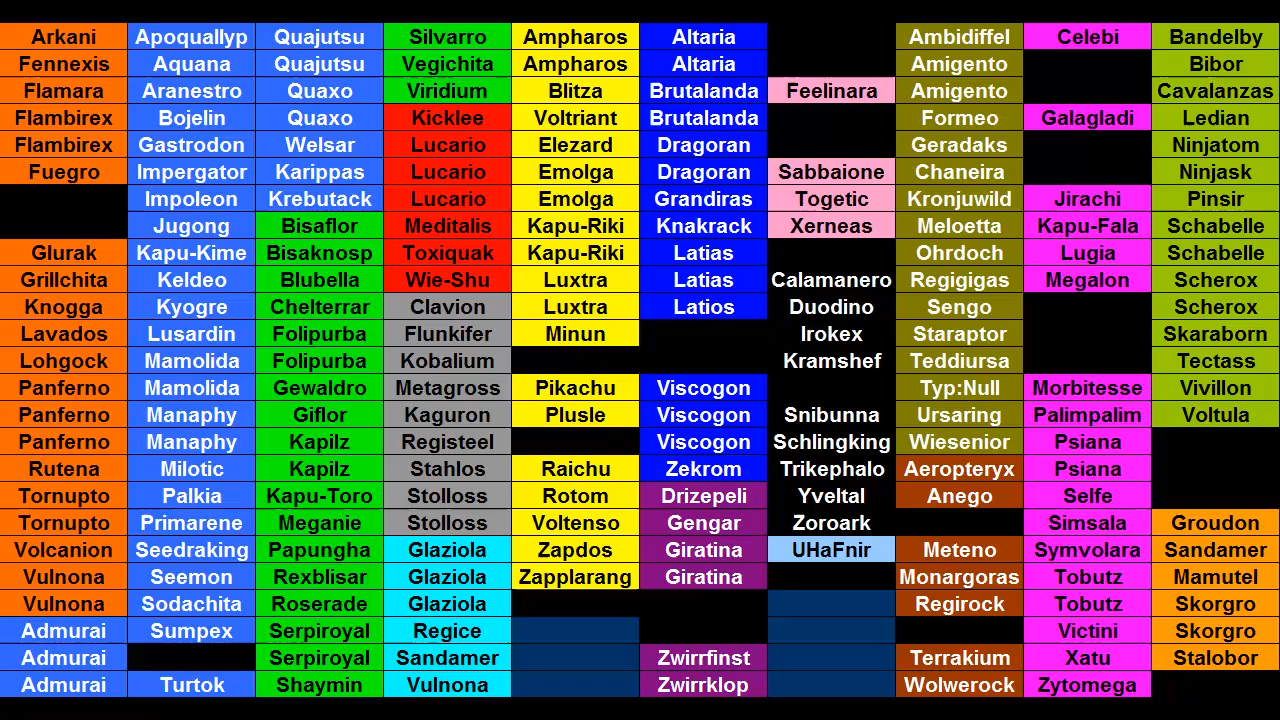 Arkani Apoquallyp Quajutsu Silvarro Ampharos Altaria Ambidiffel Celebi Bandelby
Fennexis Aquana Quajutsu Vegichita Ampharos Altaria Amigento Bibor
Flamara Aranestro Quaxo Viridium Blitza Brutalanda Feelinara Amigento Cavalanzas
Flambirex Bojelin Quaxo Kicklee Voltriant Brutalanda Formeo Galagladi Ledian
Flambirex Gastrodon Welsar Lucario Elezard Dragoran Geradaks Ninjatom
Fuegro Impergator Karippas Lucario Emolga Dragoran Sabbaione Chaneira Ninjask
Impoleon Krebutack Lucario Emolga Grandiras Togetic Kronjuwild Jirachi Pinsir
Jugong Bisaflor Meditalis Kapu-Riki Knakrack Xerneas Meloetta Kapu-Fala Schabelle
Glurak Kapu-Kime Bisaknosp Toxiquak Kapu-Riki Latias Ohrdoch Lugia Schabelle
Grillchita Keldeo Blubella Wie-Shu Luxtra Latias Calamanero Regigigas Megalon Scherox
Knogga Kyogre Chelterrar Clavion Luxtra Latios Duodino Sengo Scherox
Lavados Lusardin Folipurba Flunkifer Minun Irokex Staraptor Skaraborn
Lohgock Mamolida Folipurba Kobalium Kramshef Teddiursa Tectass
Panferno Mamolida Gewaldro Metagross Pikachu Viscogon Typ:Null Morbitesse Vivillon
Panferno Manaphy Giflor Kaguron Plusle Viscogon Snibunna Ursaring Palimpalim Voltula
Panferno Manaphy Kapilz Registeel Viscogon Schlingking Wiesenior Psiana
Rutena Milotic Kapilz Stahlos Raichu Zekrom Trikephalo Aeropteryx Psiana
Tornupto Palkia Kapu-Toro Stolloss Rotom Drizepeli Yveltal Anego Selfe
Tornupto Primarene Meganie Stolloss Voltenso Gengar Zoroark Simsala Groudon
Volcanion Seedraking Papungha Glaziola Zapdos Giratina UHaFnir Meteno Symvolara Sandamer
Vulnona Seemon Rexblisar Glaziola Zapplarang Giratina Monargoras Tobutz Mamutel
Vulnona Sodachita Roserade Glaziola Regirock Tobutz Skorgro
Admurai Sumpex Serpiroyal Regice Victini Skorgro
Admurai Serpiroyal Sandamer Zwirrfinst Terrakium Xatu Stalobor
Admurai Turtok Shaymin Vulnona Zwirrklop Wolwerock Zytomega